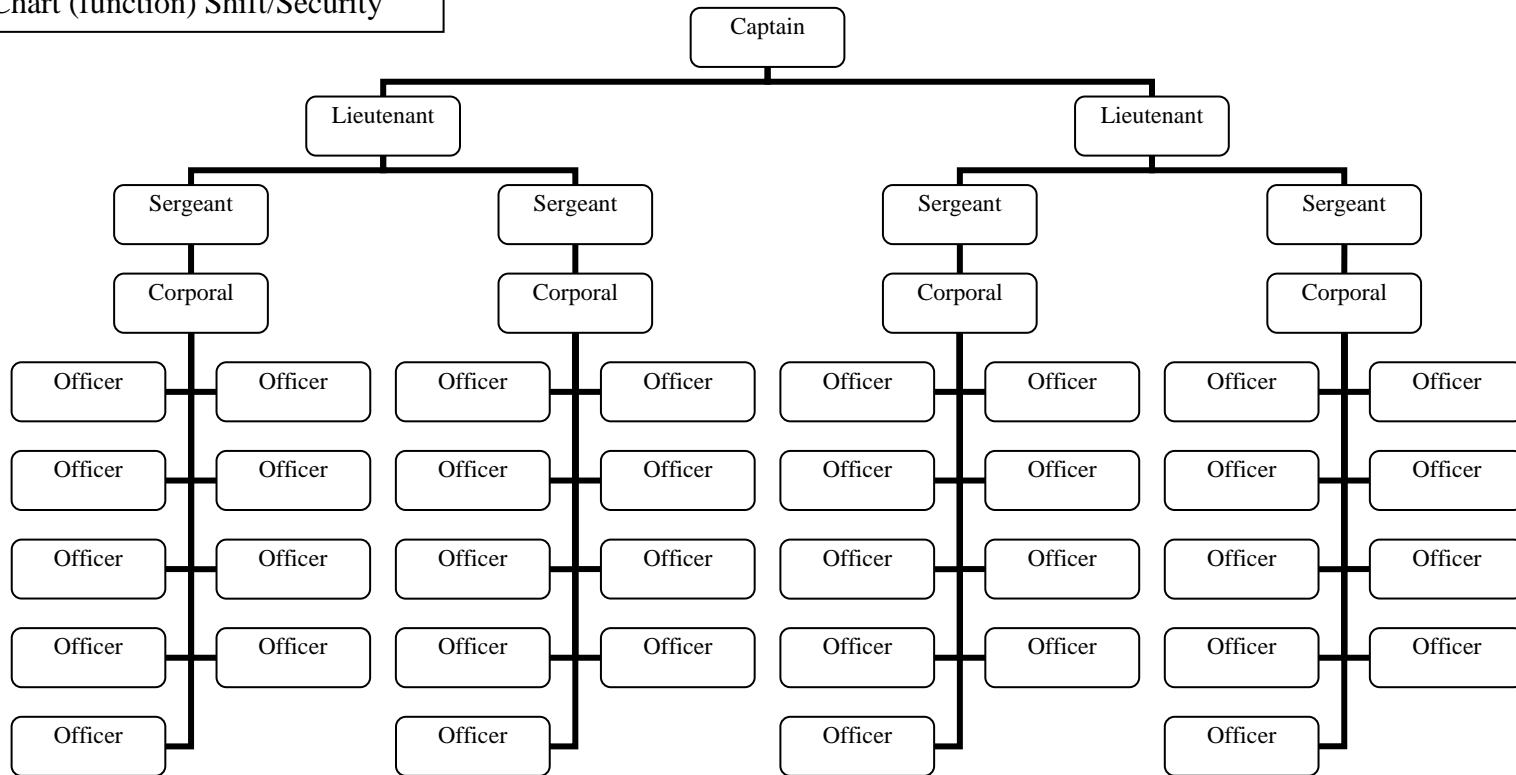 Chart (function) Shift/Security
Captain
Lieutenant Lieutenant
Sergeant Sergeant Sergeant Sergeant
Corporal Corporal Corporal Corporal
Officer Officer Officer Officer Officer Officer Officer Officer
Officer Officer Officer Officer Officer Officer Officer Officer
Officer Officer Officer Officer Officer Officer Officer Officer
Officer Officer Officer Officer Officer Officer Officer Officer
Officer Officer Officer Officer